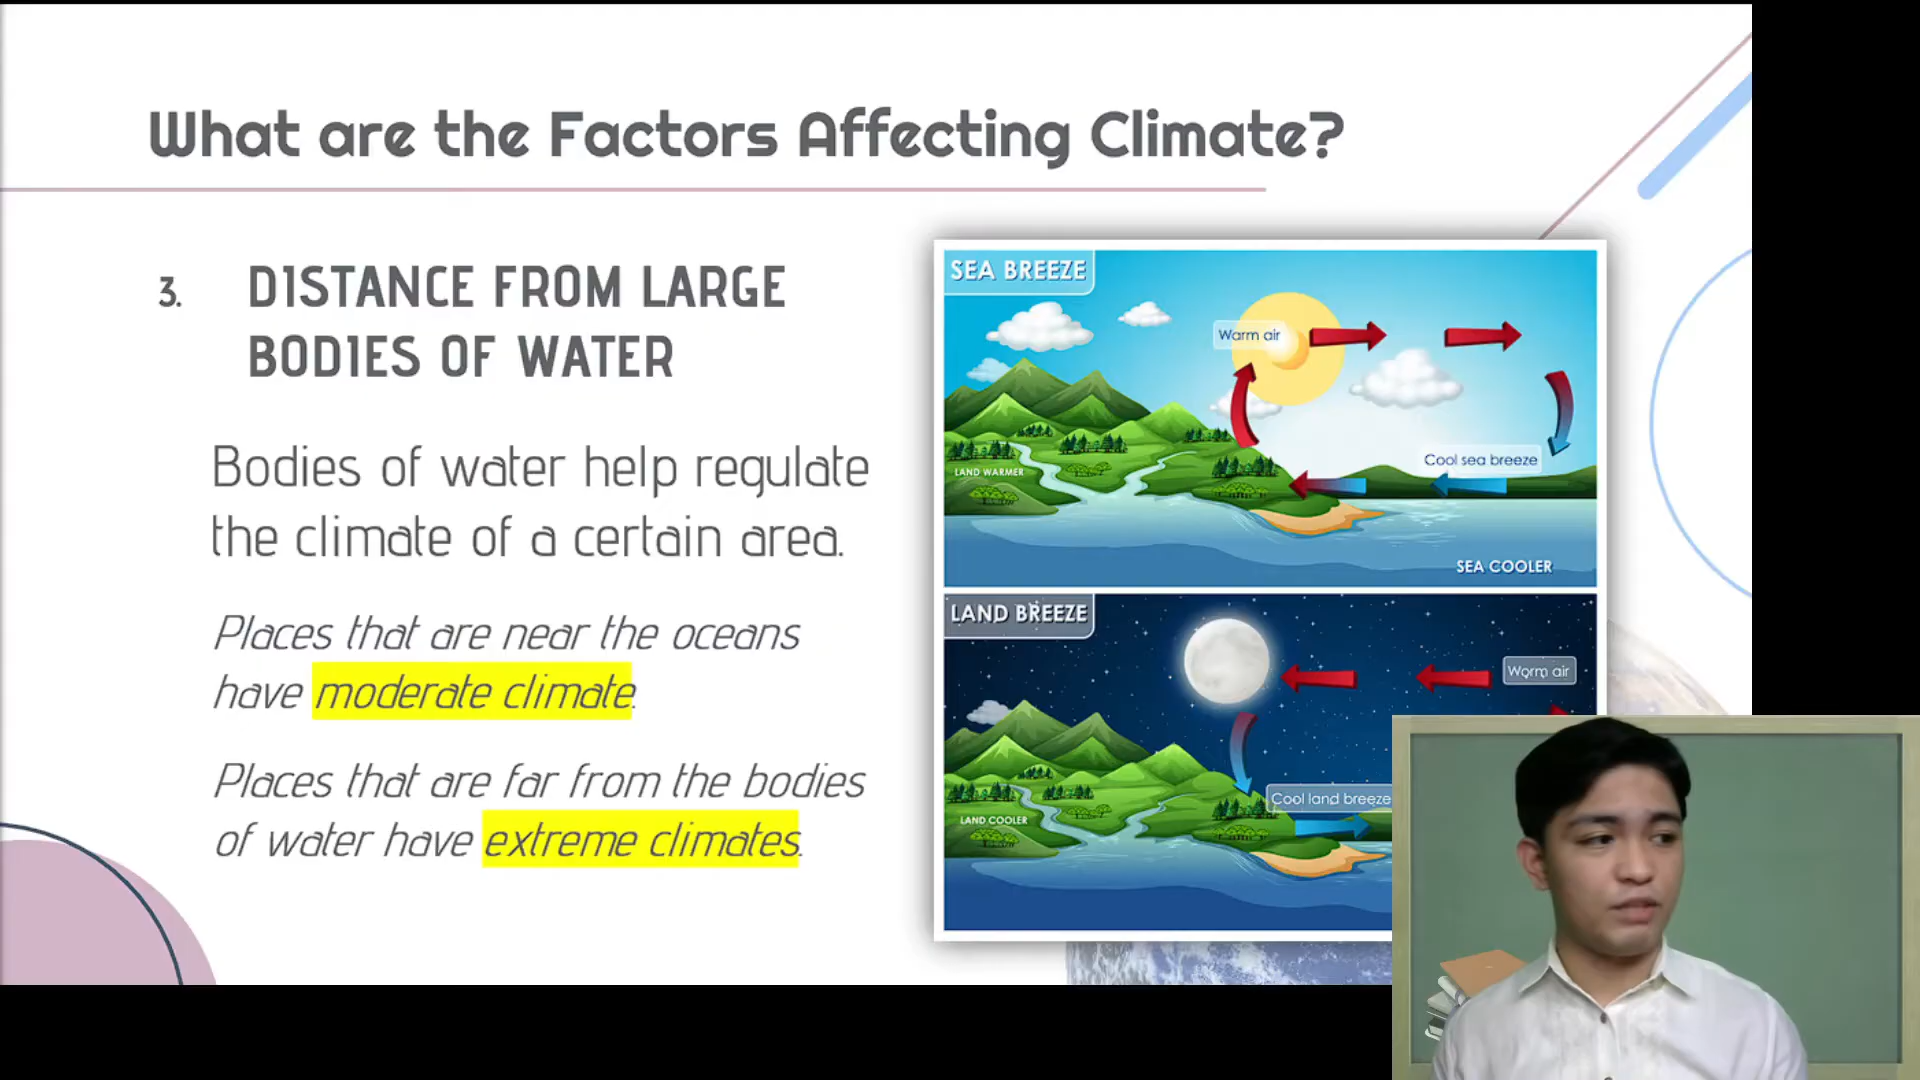 What are the Factors Affecting Climate?
3. DISTANCE FROM LARGE
BODIES OF WATER
Bodies of water help regulate
the climate of a certain area.
Places that are near the oceans
have moderate climate.
Places that are far from the bodies
of water have extreme climates.
SEA BREEZE
Warm air
Cool sea breeze
LAND WARMER
SEA COOLER
LAND BREEZE
Worm air
Cool land breeze
LAND COOLER